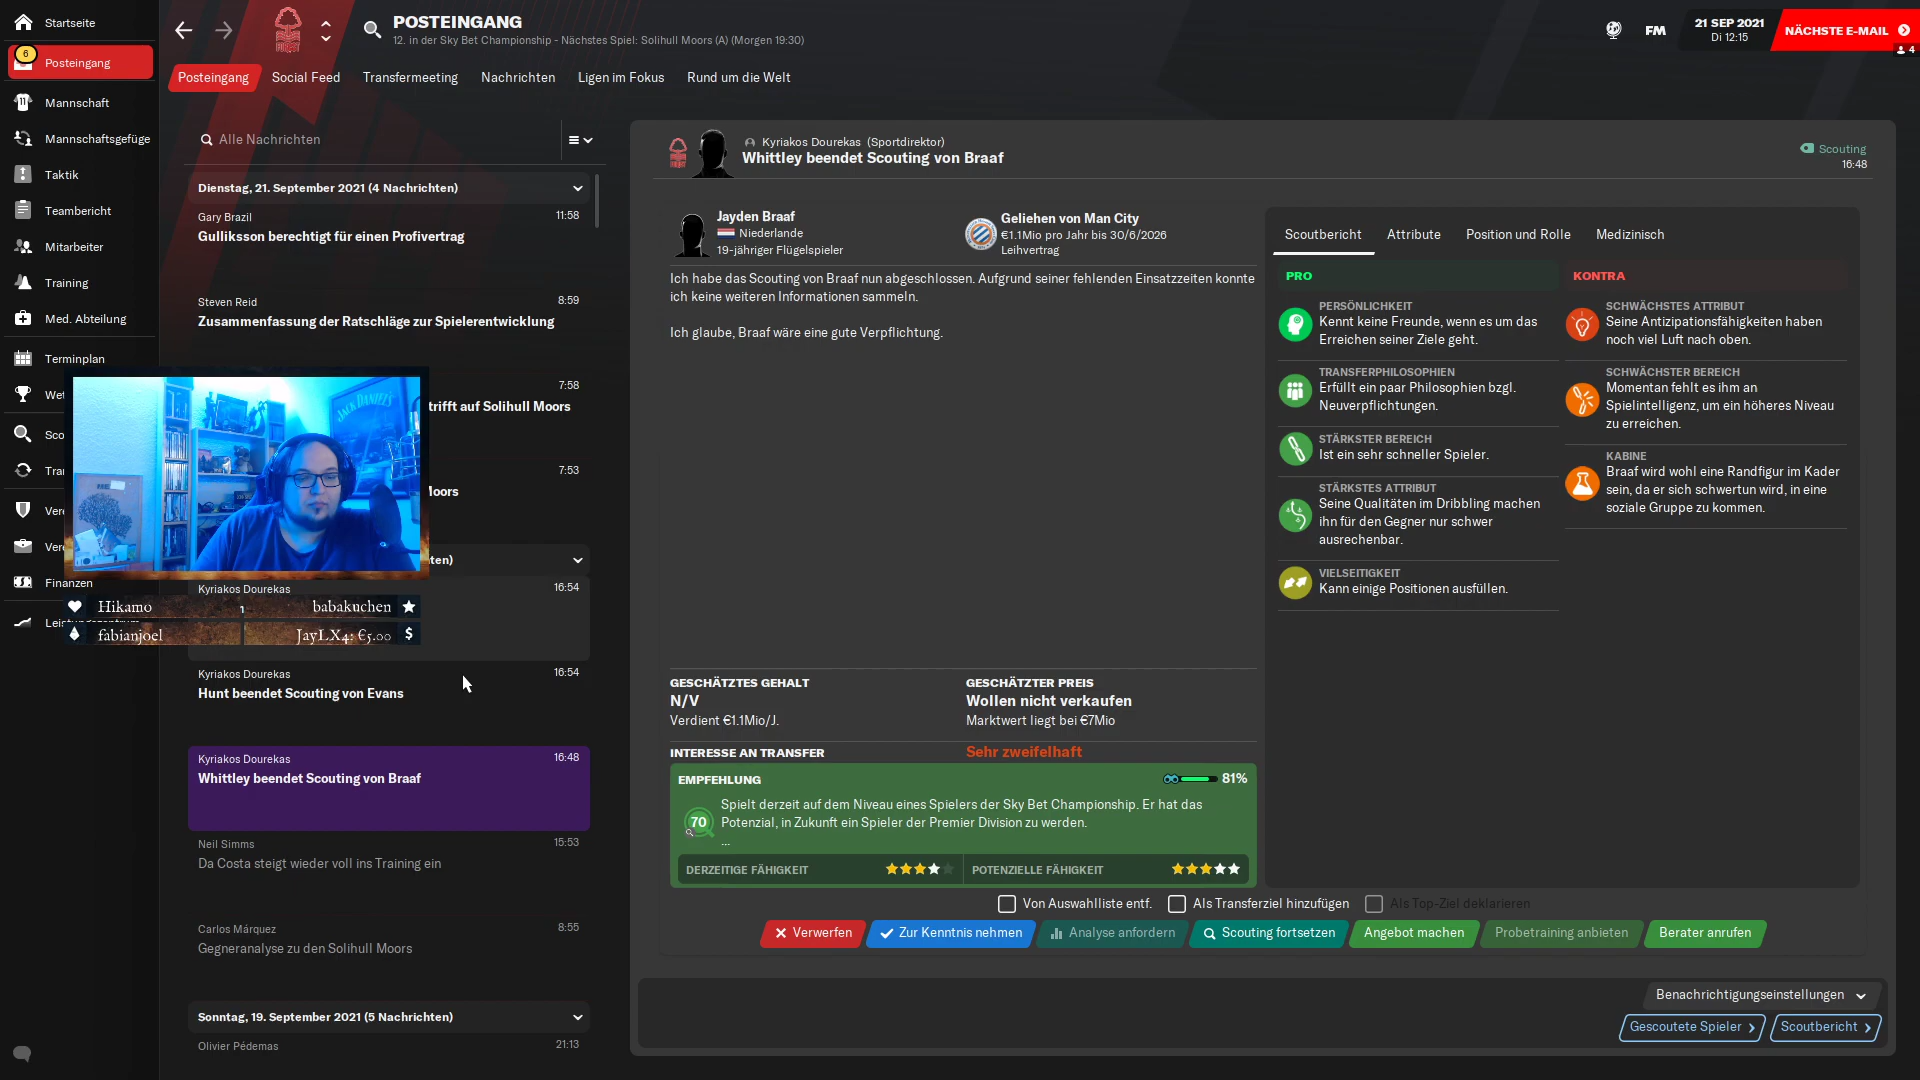 Startseite
6
Posteingang
Mannschaft
Mannschaftsgefüge
Taktik
Teambericht
Mitarbeiter
Training
Med. Abteilung
Terminplan
Finanzen
POSTEINGANG
12. in der Sky Bet Championship - Nächstes Spiel: Solihull Moors (A) (Morgen 19:30)
FM
21 SEP 2021
Di 12:15
NÄCHSTE E-MAIL
4
Posteingang
Social Feed
Transfermeeting
Nachrichten
Ligen im Fokus
Rund um die Welt
Alle Nachrichten
Dienstag, 21. September 2021 (4 Nachrichten)
Gary Brazil 11:58
Gulliksson berechtigt für einen Profivertrag
Steven Reid 8:59
Zusammenfassung der Ratschläge zur Spielerentwicklung
7:58
trifft auf Solihull Moors
7:53
JACK DANIEL'S
Kyriakos Dourekas 16:54
Hikamo
1
babakuchen
fabianjoel
JayLX4: €5.00
Kyriakos Dourekas 16:54
Hunt beendet Scouting von Evans
Kyriakos Dourekas 16:48
Whittley beendet Scouting von Braaf
Neil Simms 15:53
Da Costa steigt wieder voll ins Training ein
Carlos Márquez 8:55
Gegneranalyse zu den Solihull Moors
Sonntag, 19. September 2021 (5 Nachrichten)
Olivier Pédemas 21:13
Kyriakos Dourekas (Sportdirektor)
Whittley beendet Scouting von Braaf
Scouting
16:48
Jayden Braaf
Niederlande
19-jähriger Flügelspieler
Geliehen von Man City
€1.1Mio pro Jahr bis 30/6/2026
Leihvertrag
Ich habe das Scouting von Braaf nun abgeschlossen. Aufgrund seiner fehlenden Einsatzzeiten konnte
ich keine weiteren Informationen sammeln.
Ich glaube, Braaf wäre eine gute Verpflichtung.
GESCHÄTZTES GEHALT
N/V
Verdient €1.1Mio/J.
GESCHÄTZTER PREIS
Wollen nicht verkaufen
Marktwert liegt bei €7Mio
INTERESSE AN TRANSFER
Sehr zweifelhaft
EMPFEHLUNG
81%
70
Spielt derzeit auf dem Niveau eines Spielers der Sky Bet Championship. Er hat das
Potenzial, in Zukunft ein Spieler der Premier Division zu werden.
...
DERZEITIGE FÄHIGKEIT
POTENZIELLE FÄHIGKEIT
Scoutbericht
Attribute
Position und Rolle
Medizinisch
PRO
PERSÖNLICHKEIT
Kennt keine Freunde, wenn es um das
Erreichen seiner Ziele geht.
TRANSFERPHILOSOPHIEN
Erfüllt ein paar Philosophien bzgl.
Neuverpflichtungen.
STÄRKSTER BEREICH
Ist ein sehr schneller Spieler.
STÄRKSTES ATTRIBUT
Seine Qualitäten im Dribbling machen
ihn für den Gegner nur schwer
ausrechenbar.
VIELSEITIGKEIT
Kann einige Positionen ausfüllen.
KONTRA
SCHWÄCHSTES ATTRIBUT
Seine Antizipationsfähigkeiten haben
noch viel Luft nach oben.
SCHWÄCHSTER BEREICH
Momentan fehlt es ihm an
Spielintelligenz, um ein höheres Niveau
zu erreichen.
KABINE
Braaf wird wohl eine Randfigur im Kader
sein, da er sich schwertun wird, in eine
soziale Gruppe zu kommen.
Von Auswahlliste entf.
Als Transferziel hinzufügen
Als Top-Ziel deklarieren
Verwerfen
Zur Kenntnis nehmen
Analyse anfordern
Scouting fortsetzen
Angebot machen
Probetraining anbieten
Berater anrufen
Benachrichtigungseinstellungen
Gescoutete Spieler
Scoutbericht